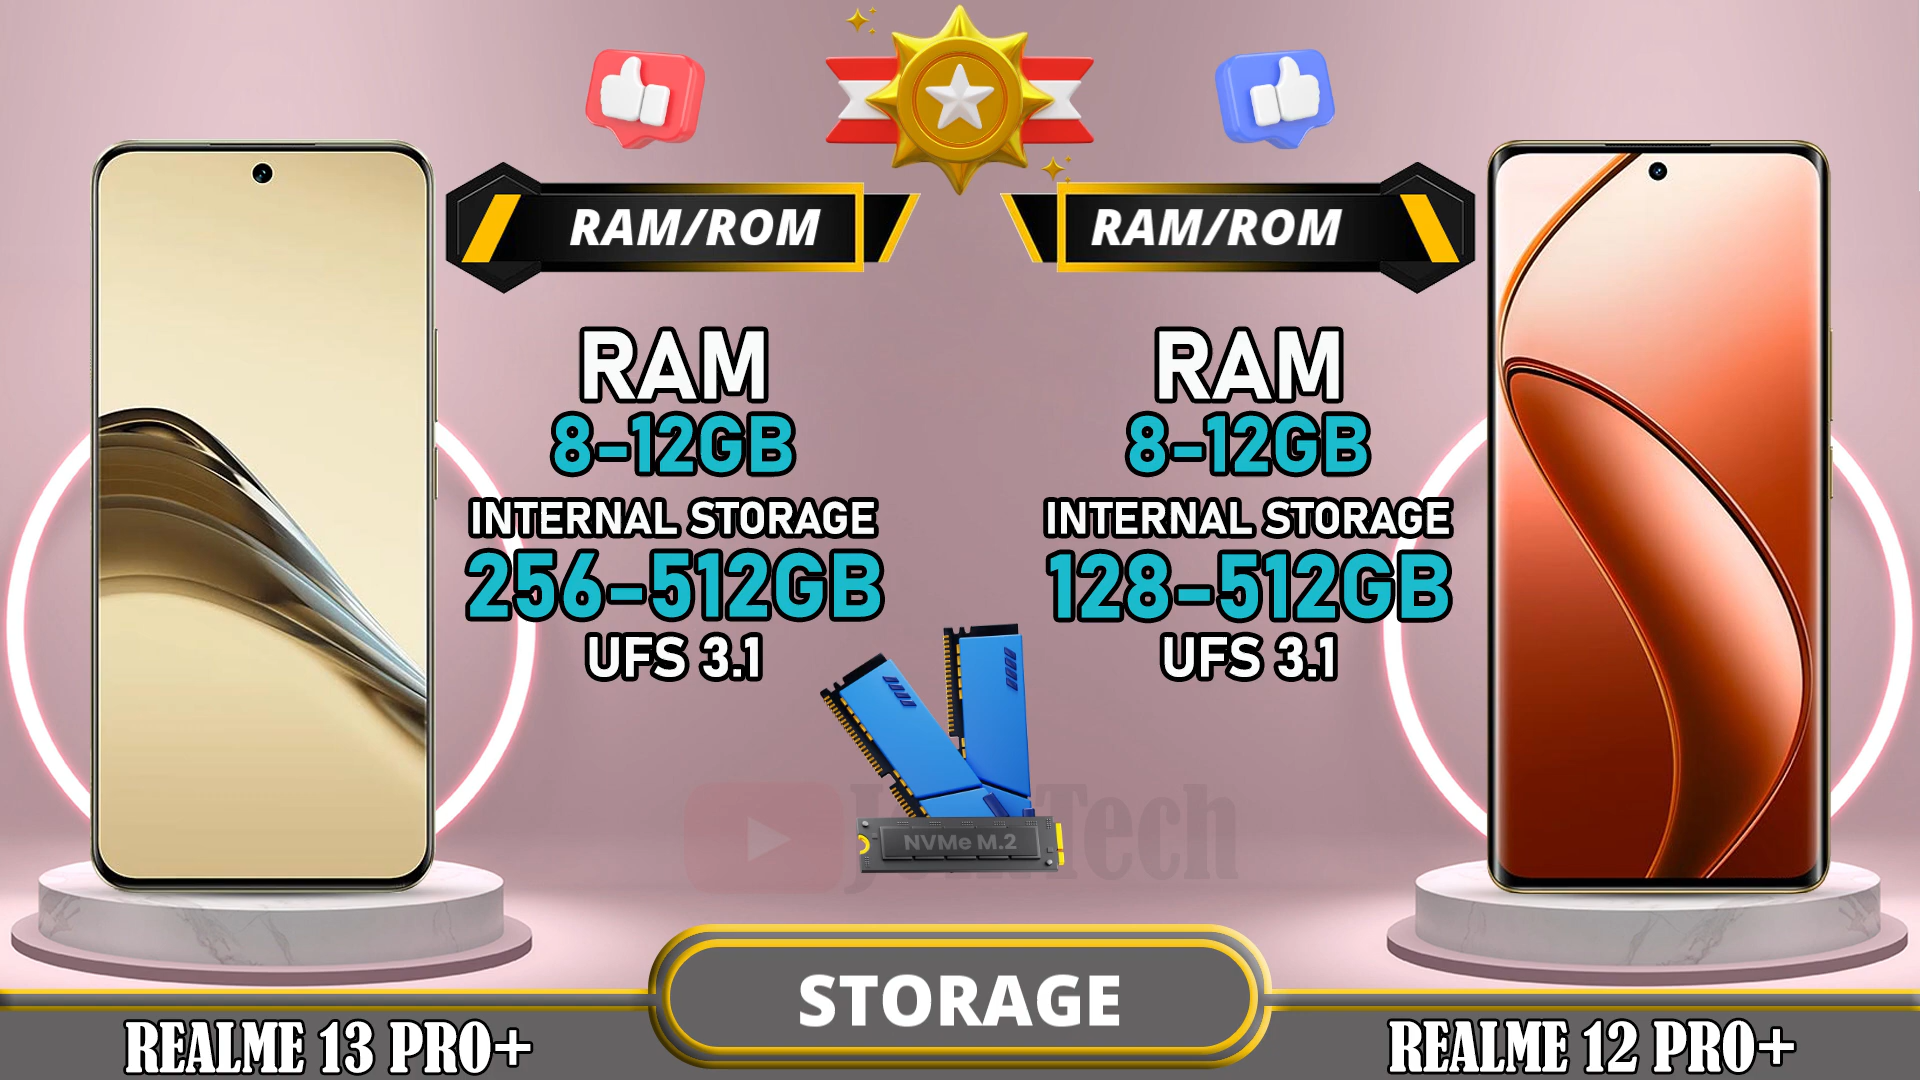 RAM/ROM
RAM/ROM
RAM
8-12GB
INTERNAL STORAGE
256-512GB
UFS 3.1
RAM
8-12GB
INTERNAL STORAGE
128-512GB
UFS 3.1
NVMe M.2
Tech
STORAGE
REALME 13 PRO+
REALME 12 PRO+